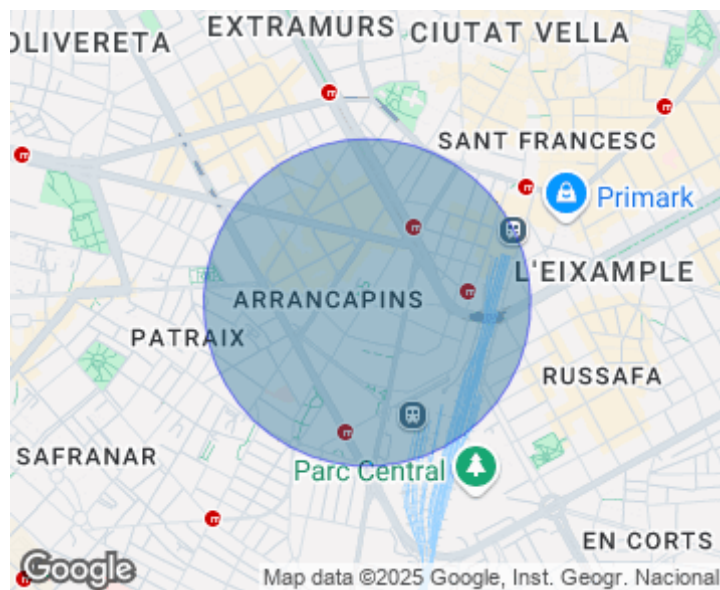 OLIVERETA
EXTRAMURS
CIUTAT VELLA
SANT FRANCESC
Primark
L'EIXAMPLE
ARRANCAPINS
PATRAIX
RUSSAFA
SAFRANAR
Parc Central
EN CORTS
Google
Map data ©2025 Google, Inst. Geogr. Nacional